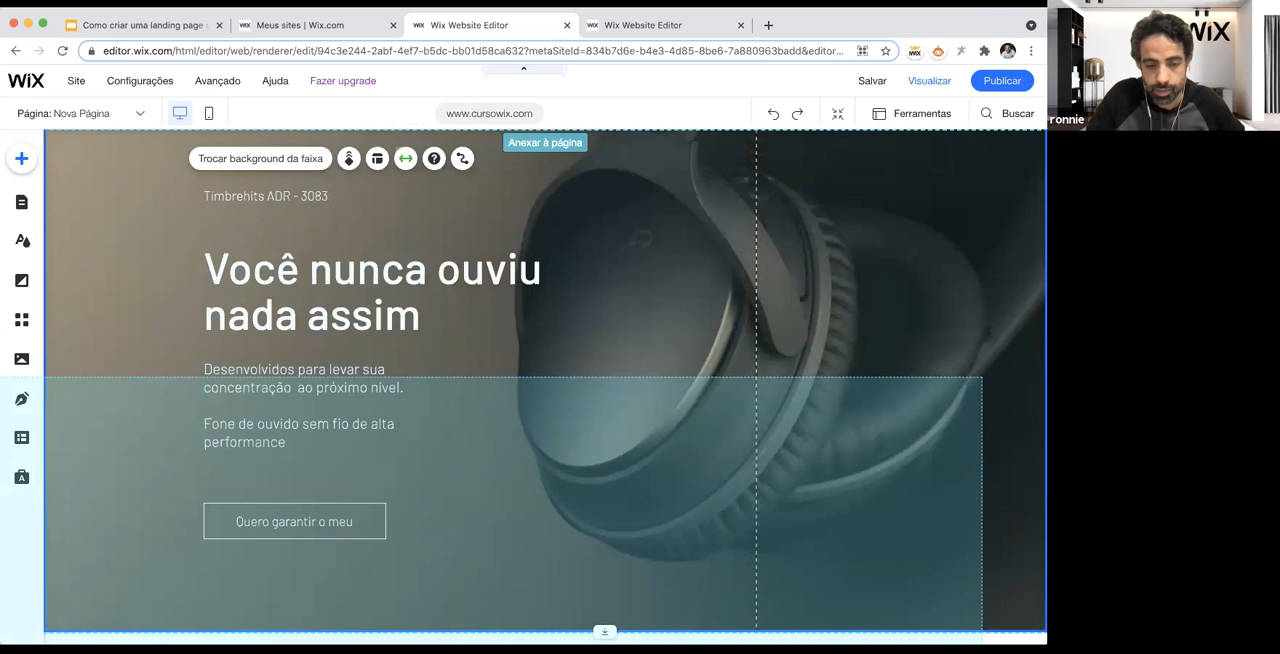 Como criar uma landing page
Meus sites | Wix.com
Wix Website Editor
Wix Website Editor
editor.wix.com/html/editor/web/renderer/edit/94c3e244-2abf-4ef7-b5dc-bb01d58ca632?metaSiteId=834b7d6e-b4e3-4d85-8be6-7a880963badd&editor...
WiX
Site
Configurações
Avançado
Ajuda
Fazer upgrade
Salvar
Visualizar
Publicar
Página: Nova Página
www.cursowix.com
Ferramentas
Buscar
Anexar à página
Trocar background da faixa
Timbrehits ADR - 3083
Você nunca ouviu
nada assim
Desenvolvidos para levar sua
concentração ao próximo nível.
Fone de ouvido sem fio de alta
performance
Quero garantir o meu
WiX
ronnie